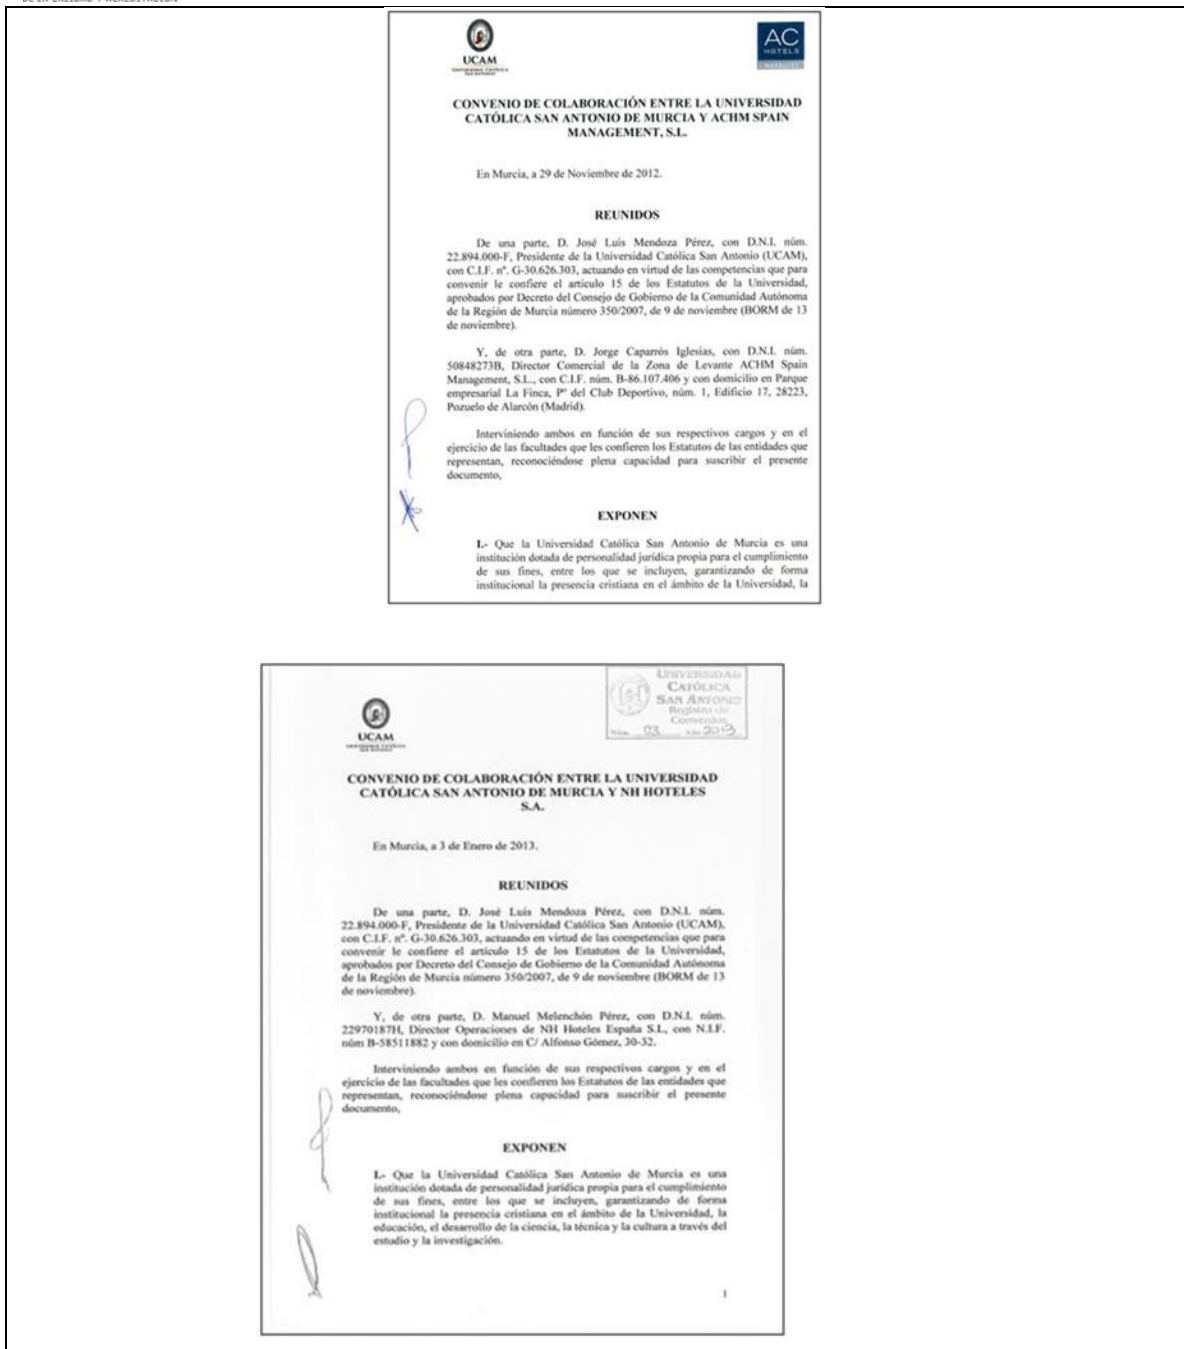 DE LA CALIDAD Y ACREDITACIÓN
UCAM
UNIVERSIDAD CATÓLICA
SAN ANTONIO
AC
HOTELS
MARRIOTT
CONVENIO DE COLABORACIÓN ENTRE LA UNIVERSIDAD
CATÓLICA SAN ANTONIO DE MURCIA Y ACHM SPAIN
MANAGEMENT, S.L.
En Murcia, a 29 de Noviembre de 2012.
REUNIDOS
De una parte, D. José Luis Mendoza Pérez, con D.N.I. núm.
22.894.000-F, Presidente de la Universidad Católica San Antonio (UCAM),
con C.I.F. nº. G-30.626.303, actuando en virtud de las competencias que para
convenir le confiere el artículo 15 de los Estatutos de la Universidad,
aprobados por Decreto del Consejo de Gobierno de la Comunidad Autónoma
de la Región de Murcia número 350/2007, de 9 de noviembre (BORM de 13
de noviembre).
Y, de otra parte, D. Jorge Caparrós Iglesias, con D.N.I. núm.
50848273B, Director Comercial de la Zona de Levante ACHM Spain
Management, S.L., con C.I.F. núm. B-86.107.406 y con domicilio en Parque
empresarial La Finca, Pº del Club Deportivo, núm. 1, Edificio 17, 28223,
Pozuelo de Alarcón (Madrid).
Interviniendo ambos en función de sus respectivos cargos y en el
ejercicio de las facultades que les confieren los Estatutos de las entidades que
representan, reconociéndose plena capacidad para suscribir el presente
documento,
EXPONEN
I.- Que la Universidad Católica San Antonio de Murcia es una
institución dotada de personalidad jurídica propia para el cumplimiento
de sus fines, entre los que se incluyen, garantizando de forma
institucional la presencia cristiana en el ámbito de la Universidad, la
UNIVERSIDAD
CATÓLICA
SAN ANTONIO
Registro de
Convenios
Núm. 03 Año 2013
UCAM
UNIVERSIDAD CATÓLICA
SAN ANTONIO
CONVENIO DE COLABORACIÓN ENTRE LA UNIVERSIDAD
CATÓLICA SAN ANTONIO DE MURCIA Y NH HOTELES
S.A.
En Murcia, a 3 de Enero de 2013.
REUNIDOS
De una parte, D. José Luis Mendoza Pérez, con D.N.I. núm.
22.894.000-F, Presidente de la Universidad Católica San Antonio (UCAM),
con C.I.F. nº. G-30.626.303, actuando en virtud de las competencias que para
convenir le confiere el artículo 15 de los Estatutos de la Universidad,
aprobados por Decreto del Consejo de Gobierno de la Comunidad Autónoma
de la Región de Murcia número 350/2007, de 9 de noviembre (BORM de 13
de noviembre).
Y, de otra parte, D. Manuel Melenchón Pérez, con D.N.I. núm.
22970187H, Director Operaciones de NH Hoteles España S.L, con N.I.F.
núm B-58511882 y con domicilio en C/ Alfonso Gómez, 30-32.
Interviniendo ambos en función de sus respectivos cargos y en el
ejercicio de las facultades que les confieren los Estatutos de las entidades que
representan, reconociéndose plena capacidad para suscribir el presente
documento,
EXPONEN
I.- Que la Universidad Católica San Antonio de Murcia es una
institución dotada de personalidad jurídica propia para el cumplimiento
de sus fines, entre los que se incluyen, garantizando de forma
institucional la presencia cristiana en el ámbito de la Universidad, la
educación, el desarrollo de la ciencia, la técnica y la cultura a través del
estudio y la investigación.
1